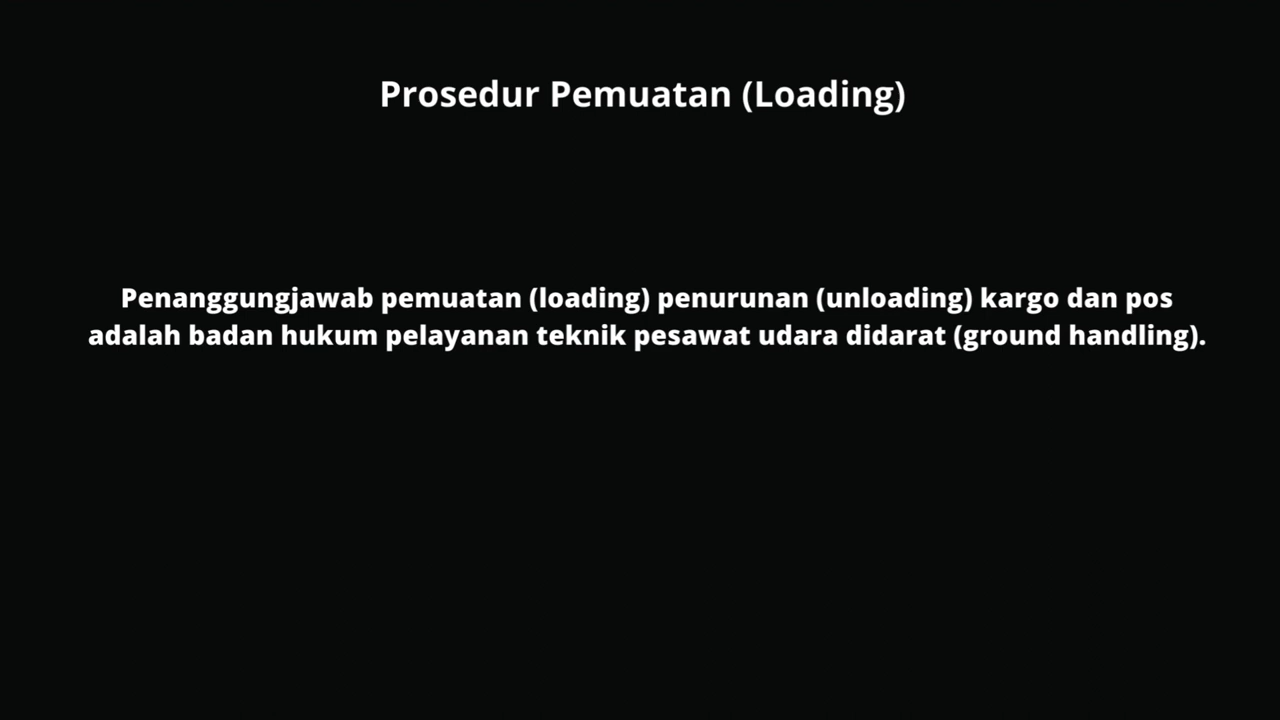 Prosedur Pemuatan (Loading)
Penanggungjawab pemuatan (loading) penurunan (unloading) kargo dan pos
adalah badan hukum pelayanan teknik pesawat udara didarat (ground handling).